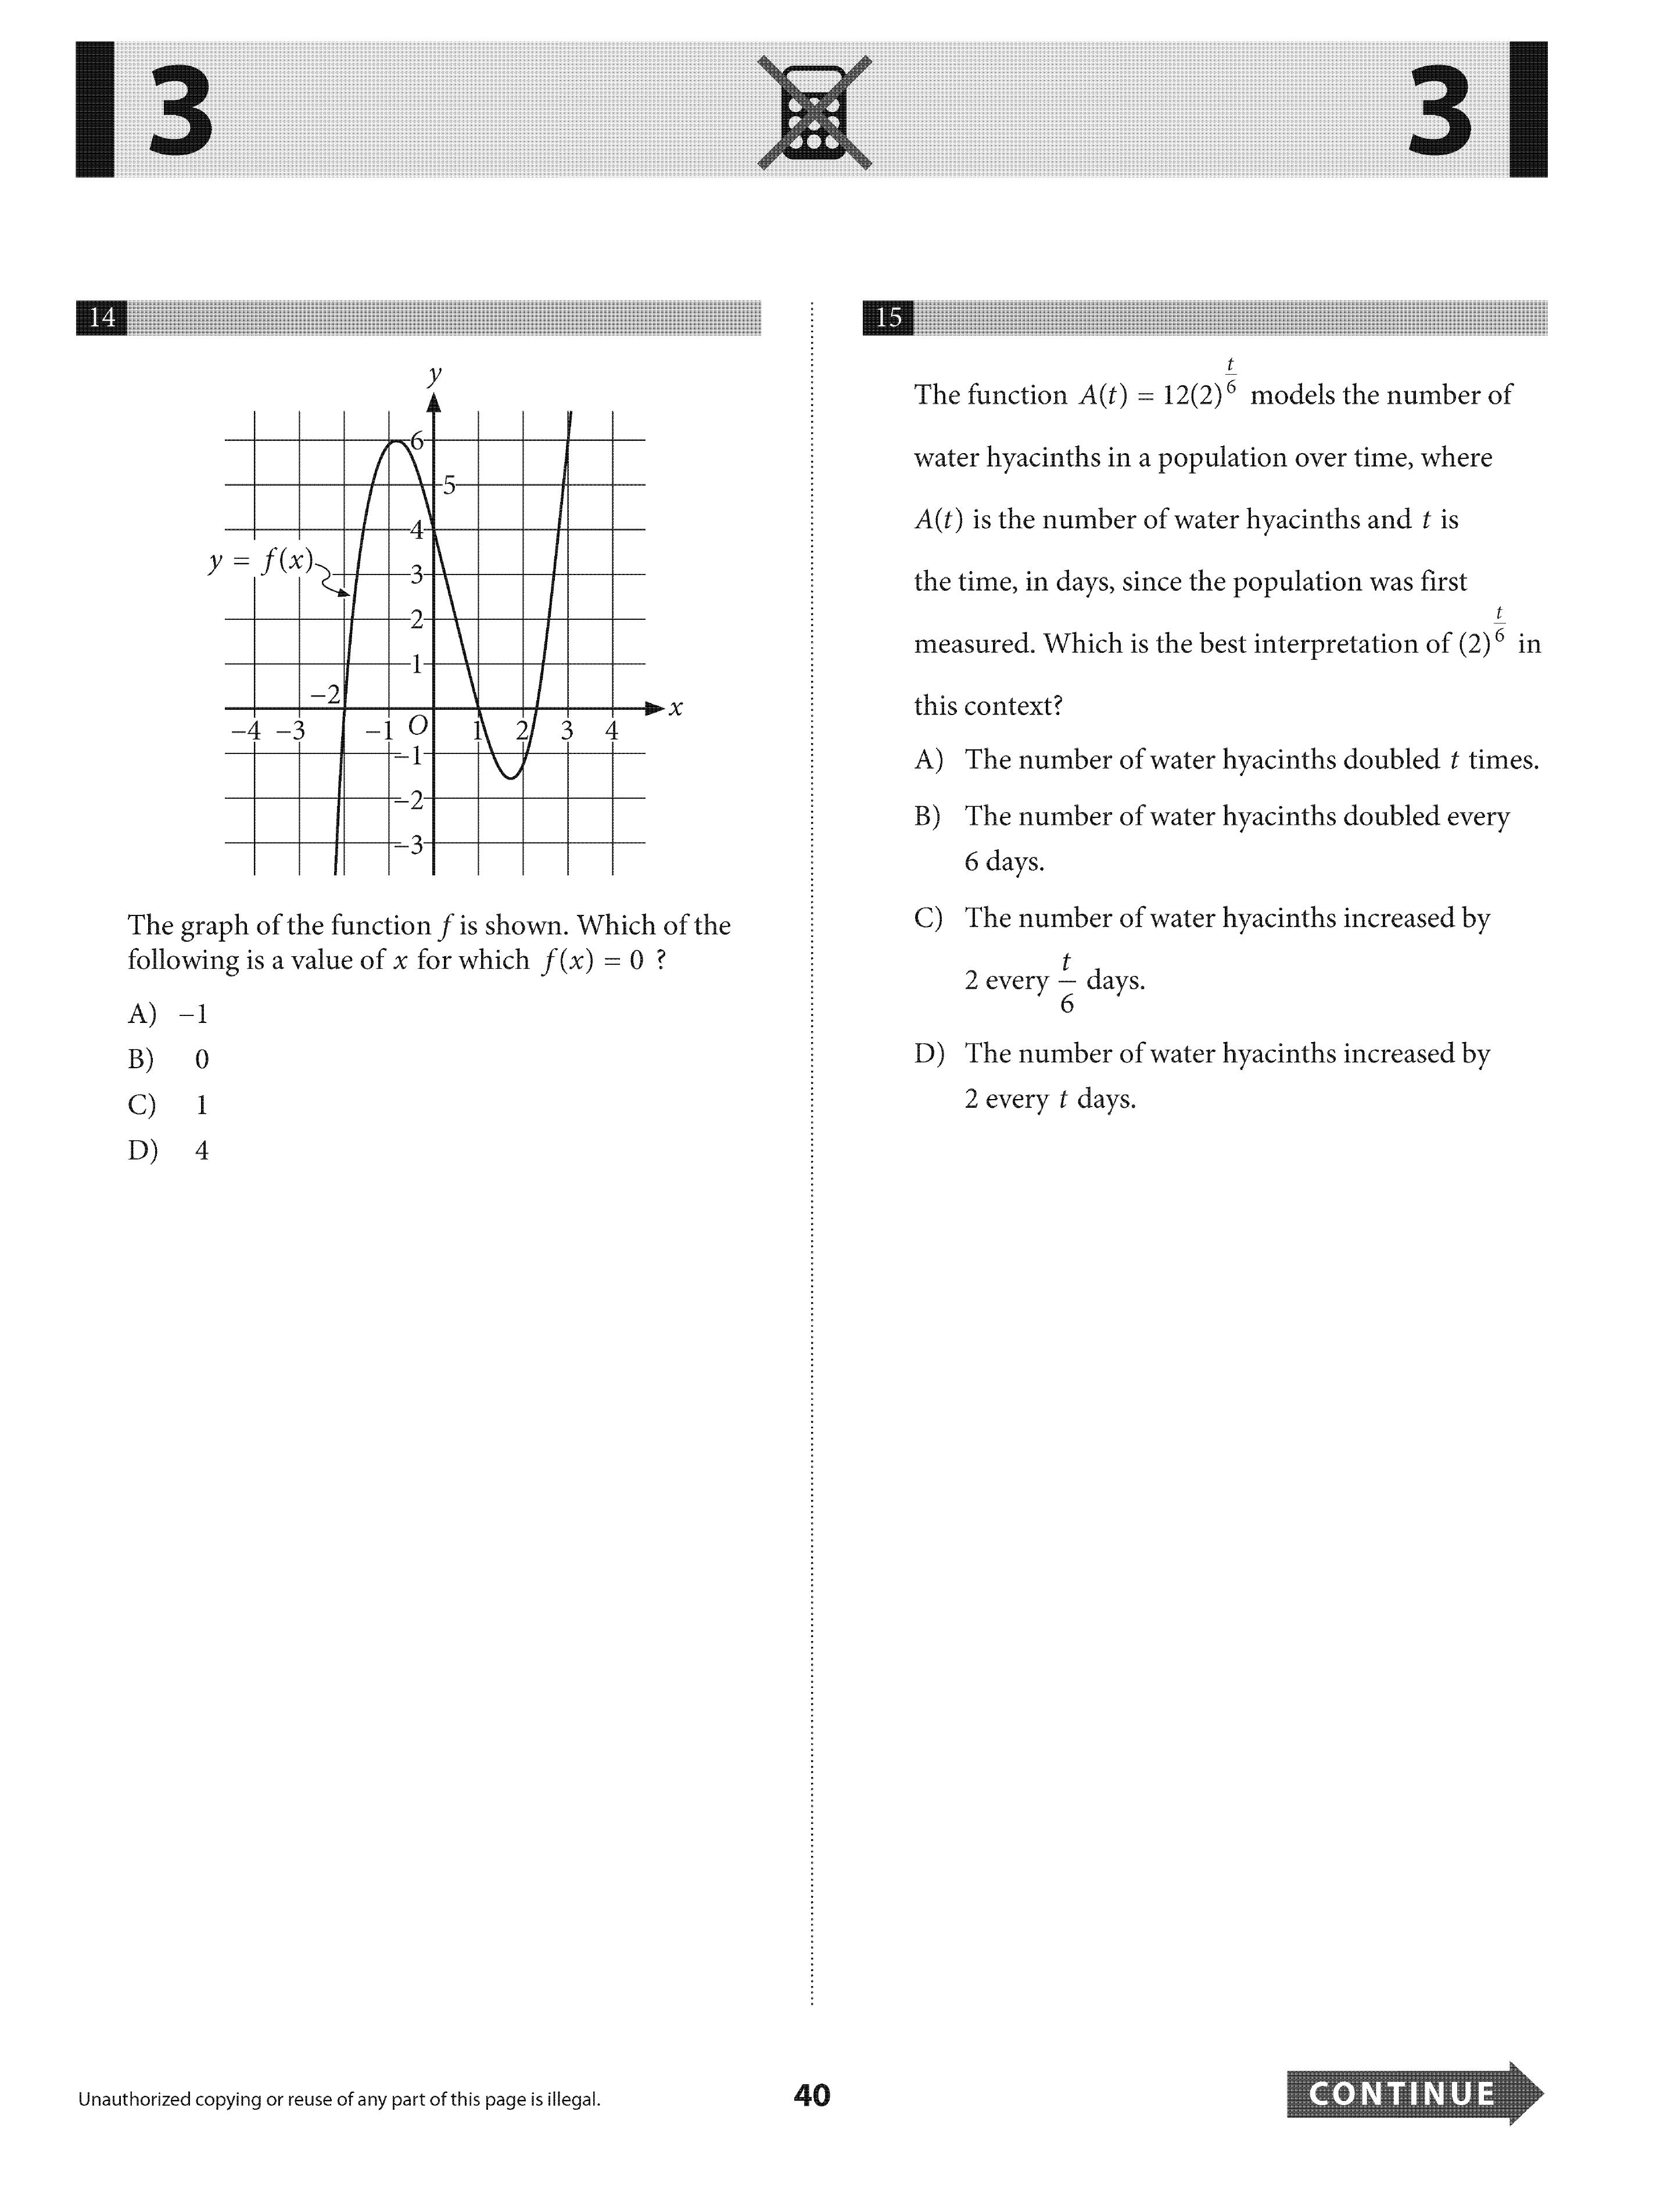 3
3
14
y
6
5
4
y = f(x)
3
2
1
−2
x
−4 −3 −1 O 1 2 3 4
−1
−2
−3
The graph of the function f is shown. Which of the
following is a value of x for which f(x) = 0 ?
A) −1
B) 0
C) 1
D) 4
15
The function A(t) = 12(2)^(t/6) models the number of
water hyacinths in a population over time, where
A(t) is the number of water hyacinths and t is
the time, in days, since the population was first
measured. Which is the best interpretation of (2)^(t/6) in
this context?
A) The number of water hyacinths doubled t times.
B) The number of water hyacinths doubled every
6 days.
C) The number of water hyacinths increased by
2 every t/6 days.
D) The number of water hyacinths increased by
2 every t days.
Unauthorized copying or reuse of any part of this page is illegal.
40
CONTINUE